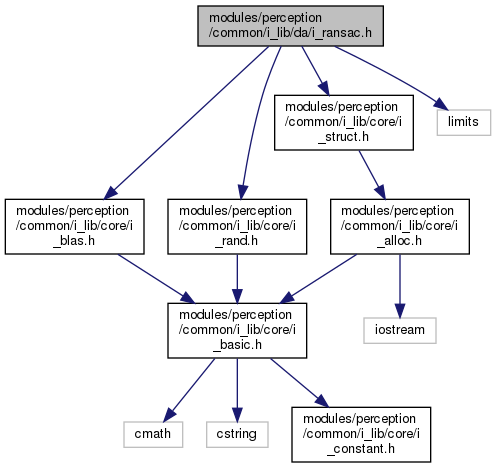 modules/perception
/common/i_lib/da/i_ransac.h
modules/perception
/common/i_lib/core/i
_struct.h
limits
modules/perception
/common/i_lib/core/i
_blas.h
modules/perception
/common/i_lib/core/i
_rand.h
modules/perception
/common/i_lib/core/i
_alloc.h
modules/perception
/common/i_lib/core/i
_basic.h
iostream
cmath
cstring
modules/perception
/common/i_lib/core/i
_constant.h